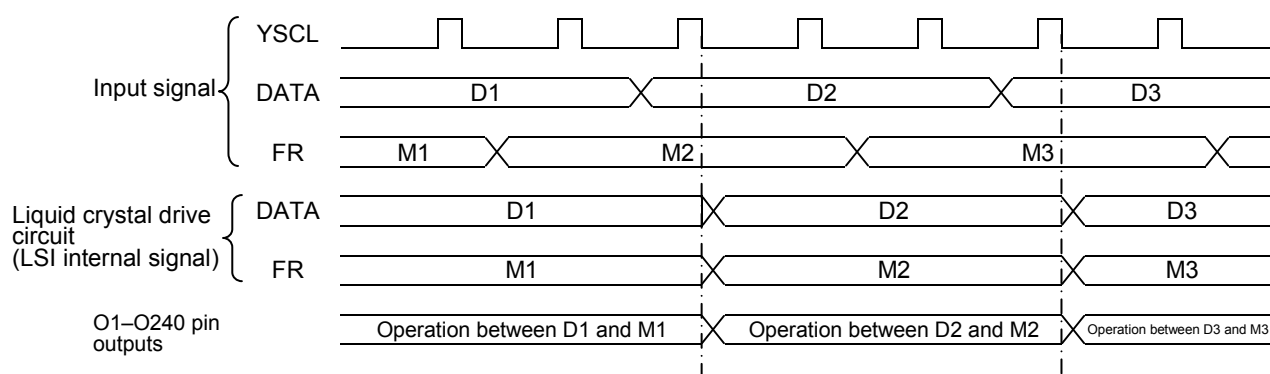 YSCL
Input signal
DATA
D1
D2
D3
FR
M1
M2
M3
Liquid crystal drive
circuit
(LSI internal signal)
DATA
D1
D2
D3
FR
M1
M2
M3
O1–O240 pin
outputs
Operation between D1 and M1
Operation between D2 and M2
Operation between D3 and M3